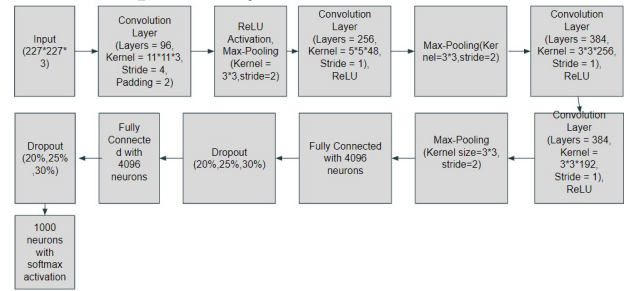 Input
(227*227*
3)
Convolution
Layer
(Layers = 96,
Kernel = 11*11*3,
Stride = 4,
Padding = 2)
ReLU
Activation,
Max-Pooling
(Kernel =
3*3,stride=2)
Convolution
Layer
(Layers = 256,
Kernel = 5*5*48,
Stride = 1),
ReLU
Max-Pooling(Ker
nel=3*3,stride=2)
Convolution
Layer
(Layers = 384,
Kernel = 3*3*256,
Stride = 1),
ReLU
Convolution
Layer
(Layers = 384,
Kernel =
3*3*192,
Stride = 1),
ReLU
Max-Pooling
(Kernel size=3*3,
stride=2)
Fully Connected
with 4096
neurons
Dropout
(20%,25%,30%)
Fully
Connecte
d with
4096
neurons
Dropout
(20%,25%
,30%)
1000
neurons
with
softmax
activation